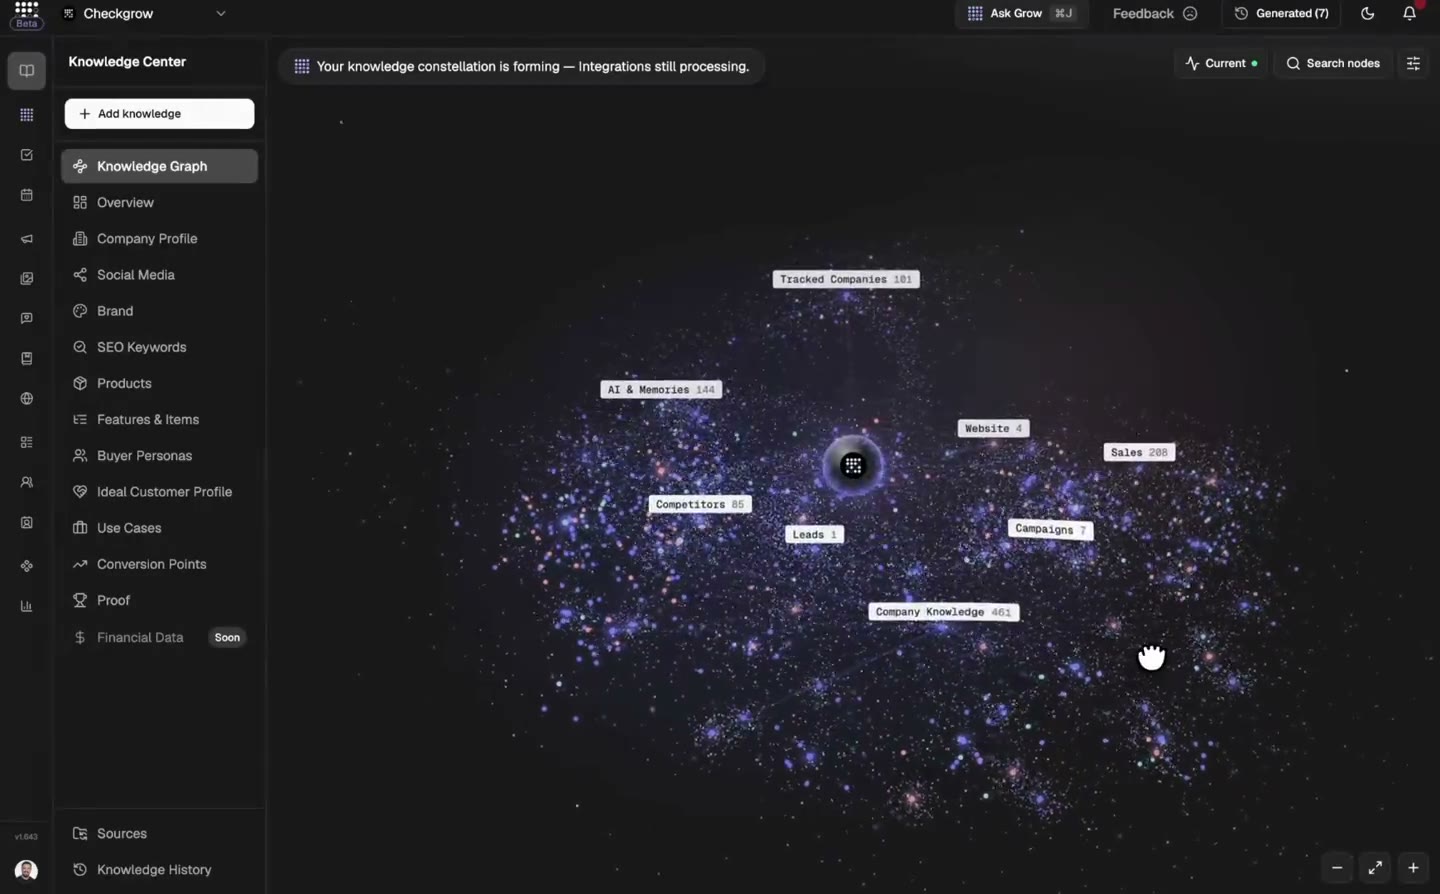 Beta
Checkgrow
Ask Grow ⌘J
Feedback
Generated (7)
Knowledge Center
Your knowledge constellation is forming — Integrations still processing.
Current
Search nodes
Add knowledge
Knowledge Graph
Overview
Company Profile
Social Media
Brand
SEO Keywords
Products
Features & Items
Buyer Personas
Ideal Customer Profile
Use Cases
Conversion Points
Proof
Financial Data Soon
Tracked Companies 101
AI & Memories 144
Website 4
Sales 208
Competitors 85
Leads 1
Campaigns 7
Company Knowledge 461
Sources
v1.643
Knowledge History